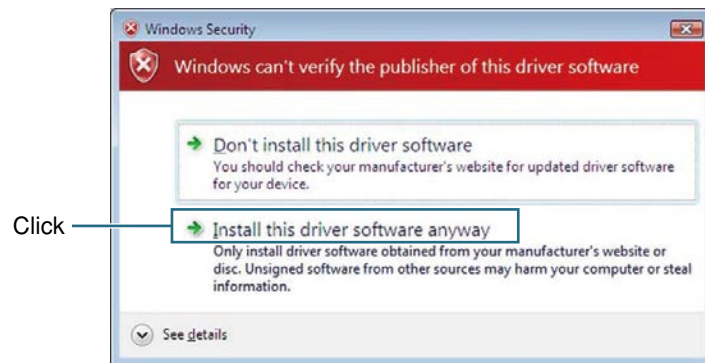 Windows Security
Windows can't verify the publisher of this driver software
Don't install this driver software
You should check your manufacturer's website for updated driver software
for your device.
Click
Install this driver software anyway
Only install driver software obtained from your manufacturer's website or
disc. Unsigned software from other sources may harm your computer or steal
information.
See details